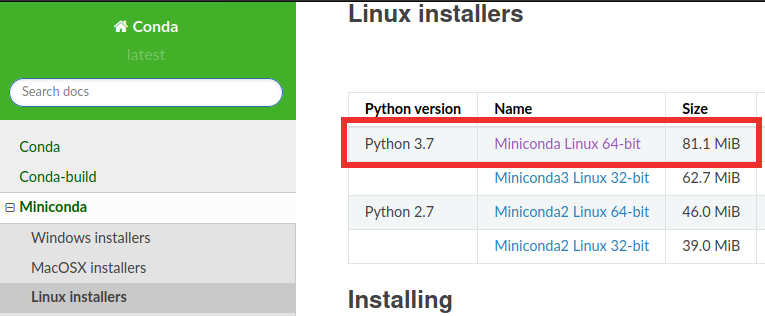 Conda
latest
Search docs
Conda
Conda-build
Miniconda
Windows installers
MacOSX installers
Linux installers
Linux installers
Python version Name Size
Python 3.7 Miniconda Linux 64-bit 81.1 MiB
Miniconda3 Linux 32-bit 62.7 MiB
Python 2.7 Miniconda2 Linux 64-bit 46.0 MiB
Miniconda2 Linux 32-bit 39.0 MiB
Installing